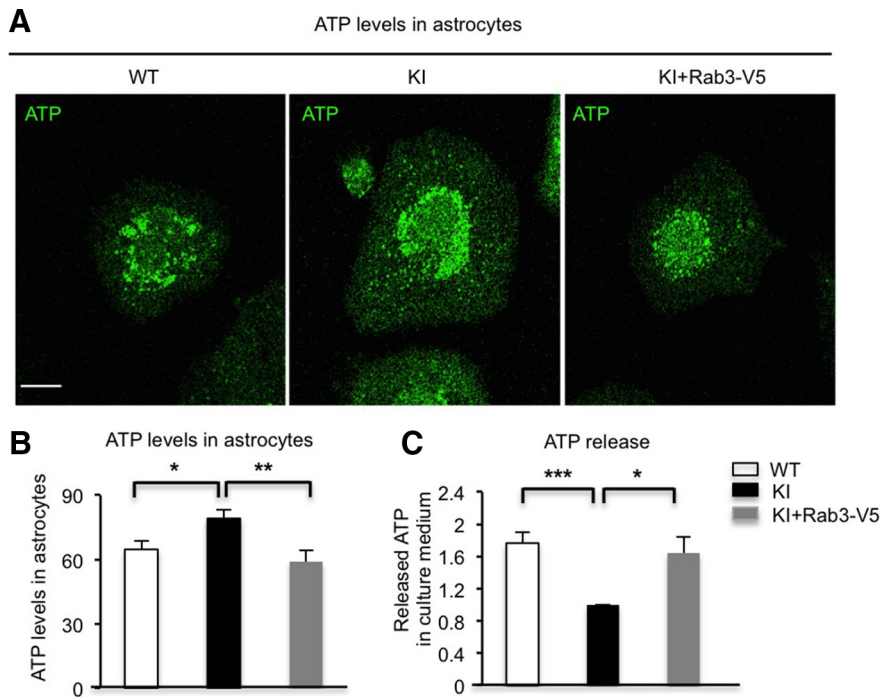 A
ATP levels in astrocytes
WT
KI
KI+Rab3-V5
ATP
ATP
ATP
B
ATP levels in astrocytes
ATP levels in astrocytes
90
60
30
0
*
**
C
ATP release
Released ATP
in culture medium
2.4
2
1.6
1.2
0.8
0.4
0
***
*
WT
KI
KI+Rab3-V5